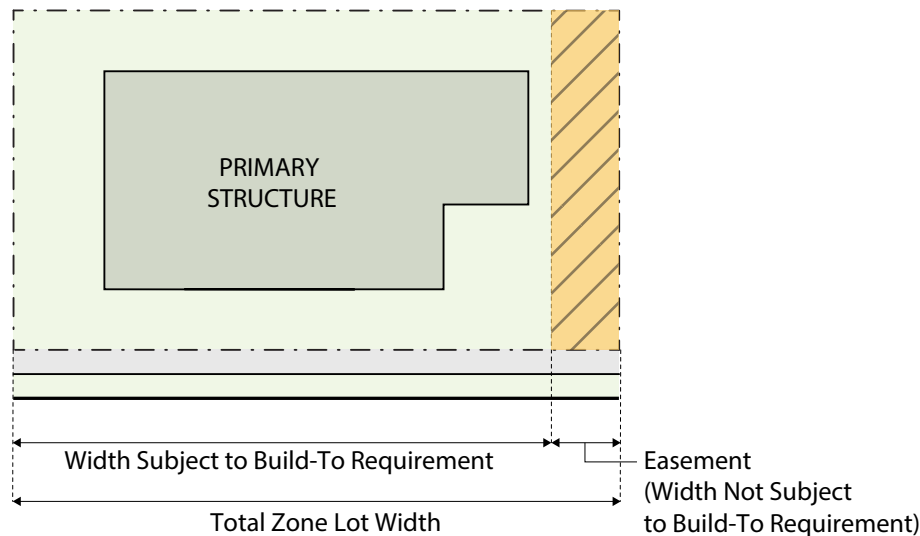 PRIMARY
STRUCTURE
Width Subject to Build-To Requirement
Easement
(Width Not Subject
to Build-To Requirement)
Total Zone Lot Width